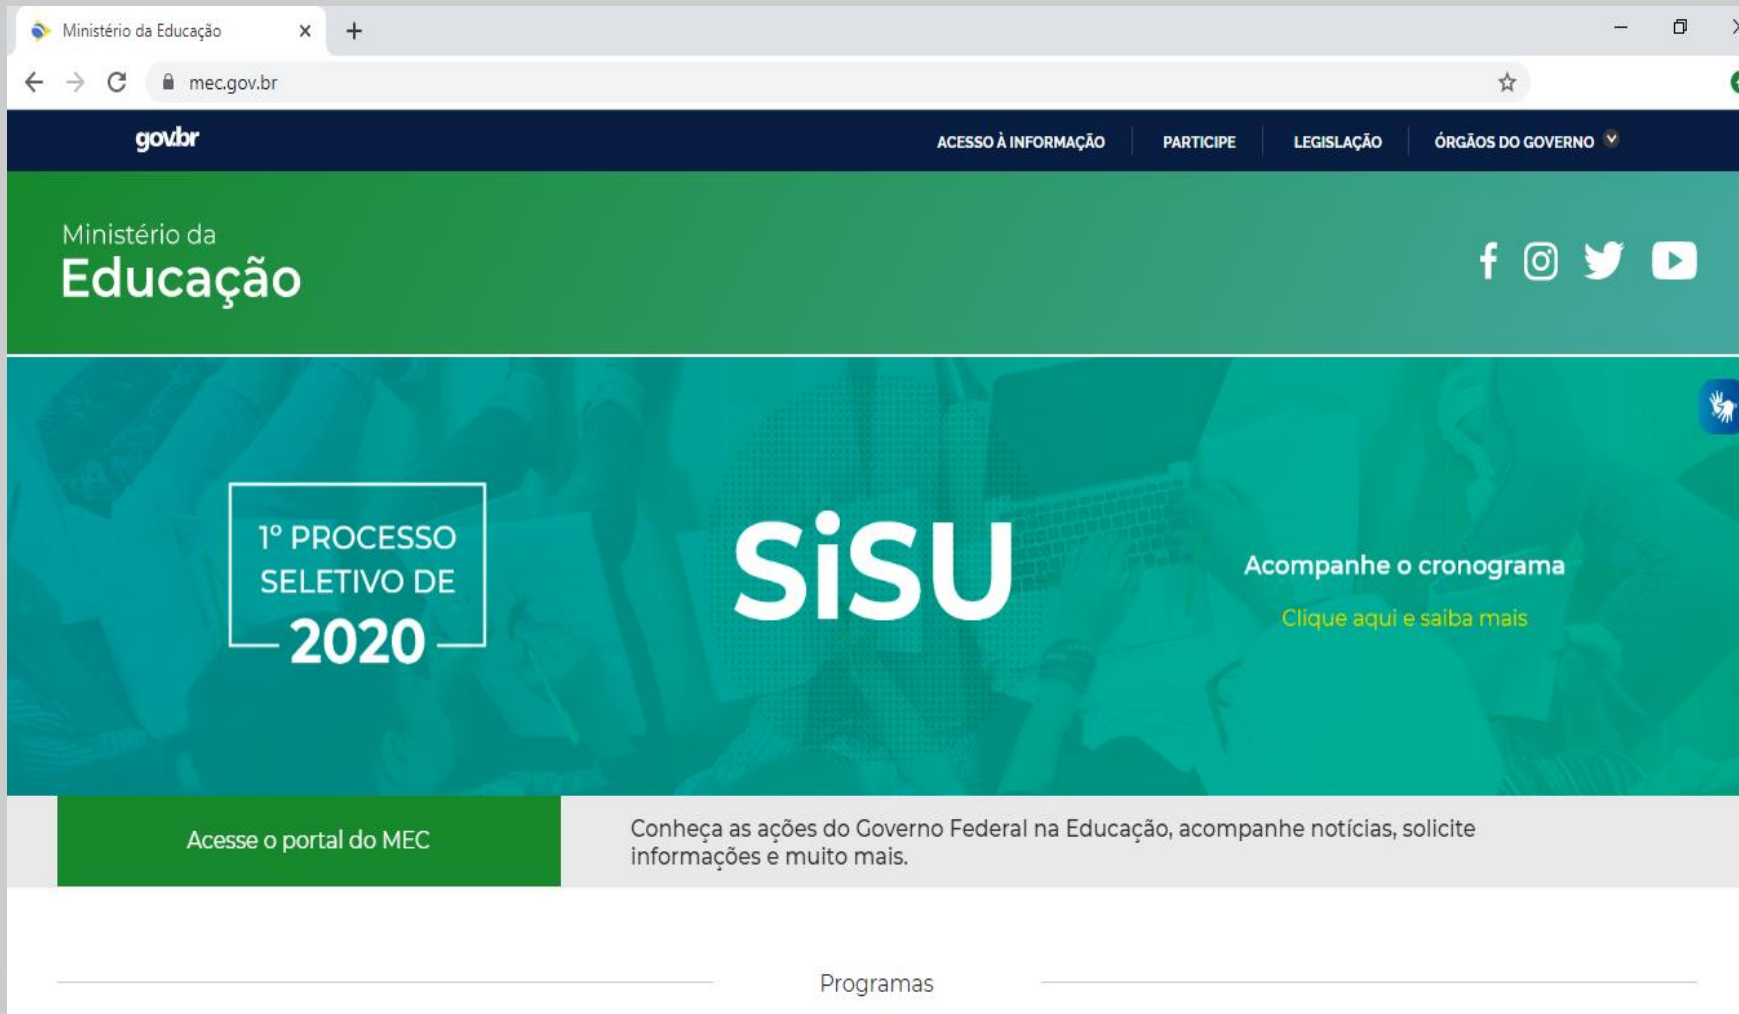 Ministério da Educação
mec.gov.br
gov.br
ACESSO À INFORMAÇÃO PARTICIPE LEGISLAÇÃO ÓRGÃOS DO GOVERNO
Ministério da
Educação
1º PROCESSO
SELETIVO DE
2020
SiSU
Acompanhe o cronograma
Clique aqui e saiba mais
Acesse o portal do MEC
Conheça as ações do Governo Federal na Educação, acompanhe notícias, solicite
informações e muito mais.
Programas